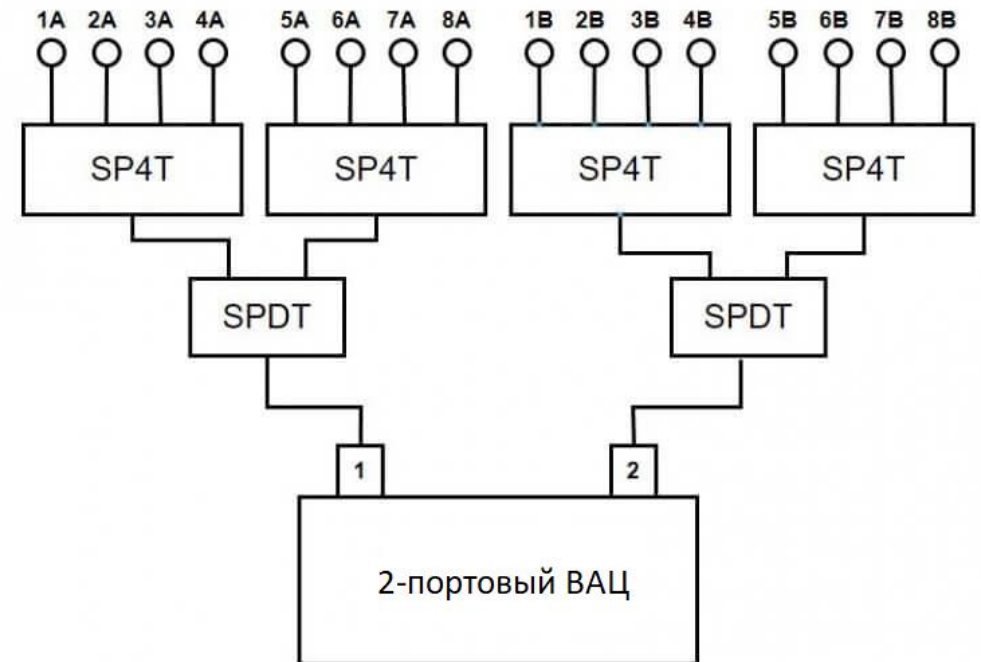 1A 2A 3A 4A 5A 6A 7A 8A 1B 2B 3B 4B 5B 6B 7B 8B
SP4T SP4T SP4T SP4T
SPDT SPDT
1 2
2-портовый ВАЦ